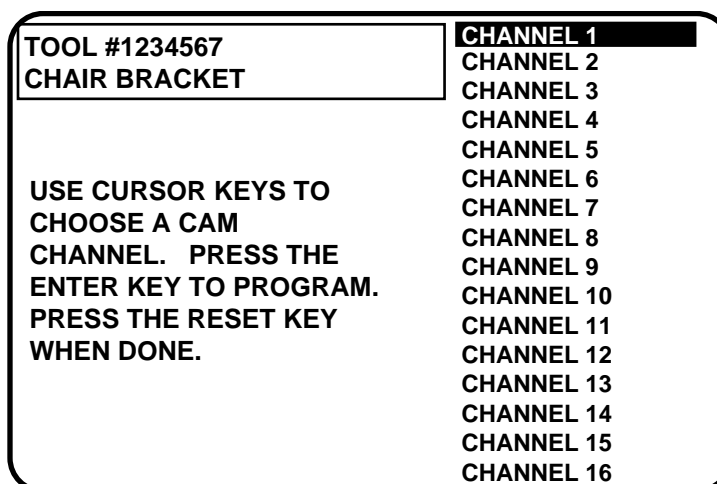 TOOL #1234567
CHAIR BRACKET
USE CURSOR KEYS TO
CHOOSE A CAM
CHANNEL. PRESS THE
ENTER KEY TO PROGRAM.
PRESS THE RESET KEY
WHEN DONE.
CHANNEL 1
CHANNEL 2
CHANNEL 3
CHANNEL 4
CHANNEL 5
CHANNEL 6
CHANNEL 7
CHANNEL 8
CHANNEL 9
CHANNEL 10
CHANNEL 11
CHANNEL 12
CHANNEL 13
CHANNEL 14
CHANNEL 15
CHANNEL 16